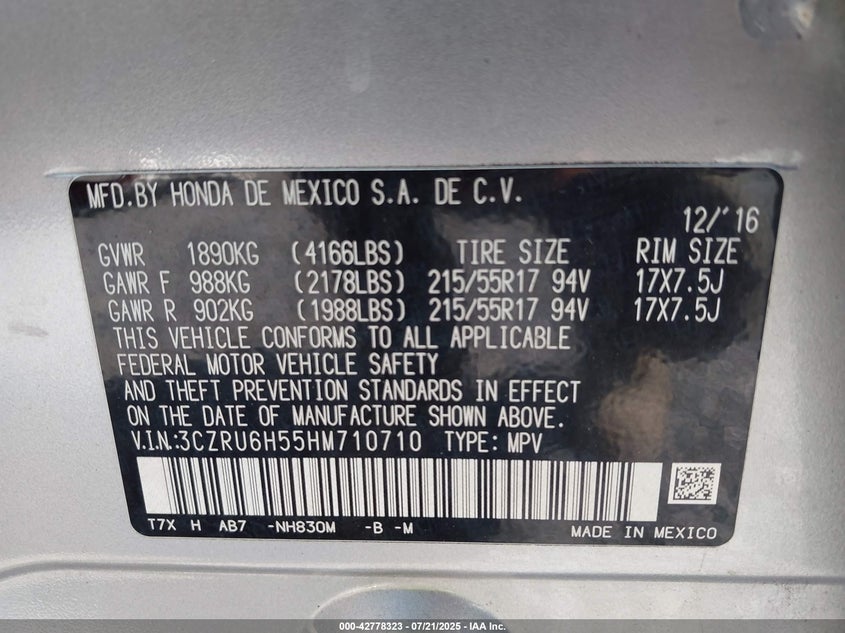 MFD.BY HONDA DE MEXICO S.A. DE C.V.
12/'16
GVWR 1890KG (4166LBS) TIRE SIZE RIM SIZE
GAWR F 988KG (2178LBS) 215/55R17 94V 17X7.5J
GAWR R 902KG (1988LBS) 215/55R17 94V 17X7.5J
THIS VEHICLE CONFORMS TO ALL APPLICABLE
FEDERAL MOTOR VEHICLE SAFETY
AND THEFT PREVENTION STANDARDS IN EFFECT
ON THE DATE OF MANUFACTURE SHOWN ABOVE.
V.I.N.:3CZRU6H55HM710710 TYPE: MPV
T7X H AB7 -NH830M -B -M MADE IN MEXICO
000-42778323 - 07/21/2025 - IAA Inc.